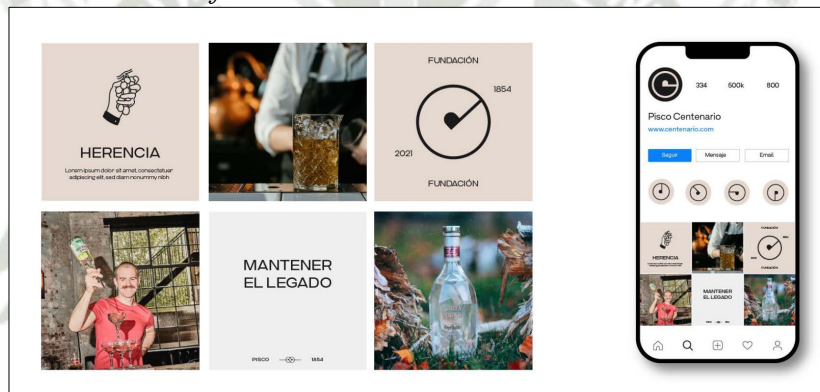 HERENCIA
Lorem ipsum dolor sit amet, consectetuer
adipiscing elit, sed diam nonummy nibh
FUNDACIÓN
1854
2021
FUNDACIÓN
MANTENER
EL LEGADO
PISCO
1854
334
500k
800
Pisco Centenario
www.centenario.com
Seguir
Mensaje
Email
HERENCIA
FUNDACIÓN
FUNDACIÓN
MANTENER
EL LEGADO